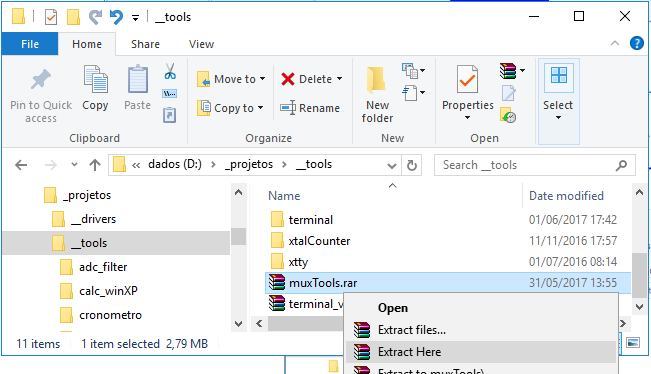 __tools
File Home Share View
Pin to Quick access
Copy
Paste
Clipboard
Move to
Copy to
Delete
Rename
Organize
New folder
New
Properties
Open
Select
« dados (D:) > _projetos > __tools
Search __tools
_projetos
__drivers
__tools
adc_filter
calc_winXP
cronometro
Name Date modified
terminal 01/06/2017 17:42
xtalCounter 11/11/2016 17:57
xtty 01/07/2016 08:14
muxTools.rar 31/05/2017 13:55
terminal_v
Open
Extract files...
Extract Here
Extract to muxTools\
11 items 1 item selected 2,79 MB